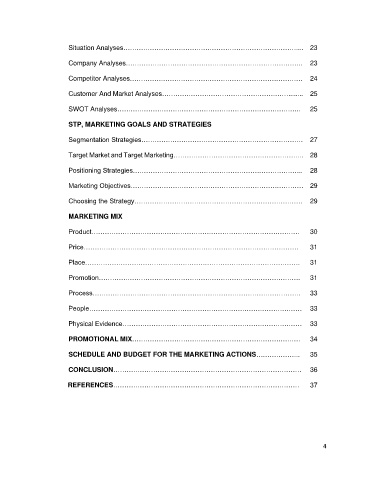 Situation Analyses……………………………………………………………………… 23
Company Analyses…………………………………………………………………… 23
Competitor Analyses………………………………………………………………… 24
Customer And Market Analyses…………………………………………………… 25
SWOT Analyses……………………………………………………………………… 25
STP, MARKETING GOALS AND STRATEGIES
Segmentation Strategies…………………………………………………………… 27
Target Market and Target Marketing……………………………………………… 28
Positioning Strategies……………………………………………………………… 28
Marketing Objectives………………………………………………………………… 29
Choosing the Strategy……………………………………………………………… 29
MARKETING MIX
Product………………………………………………………………………………… 30
Price…………………………………………………………………………………… 31
Place…………………………………………………………………………………… 31
Promotion……………………………………………………………………………… 31
Process………………………………………………………………………………… 33
People………………………………………………………………………………… 33
Physical Evidence…………………………………………………………………… 33
PROMOTIONAL MIX………………………………………………………………… 34
SCHEDULE AND BUDGET FOR THE MARKETING ACTIONS………………… 35
CONCLUSION………………………………………………………………………… 36
REFERENCES………………………………………………………………………… 37
4